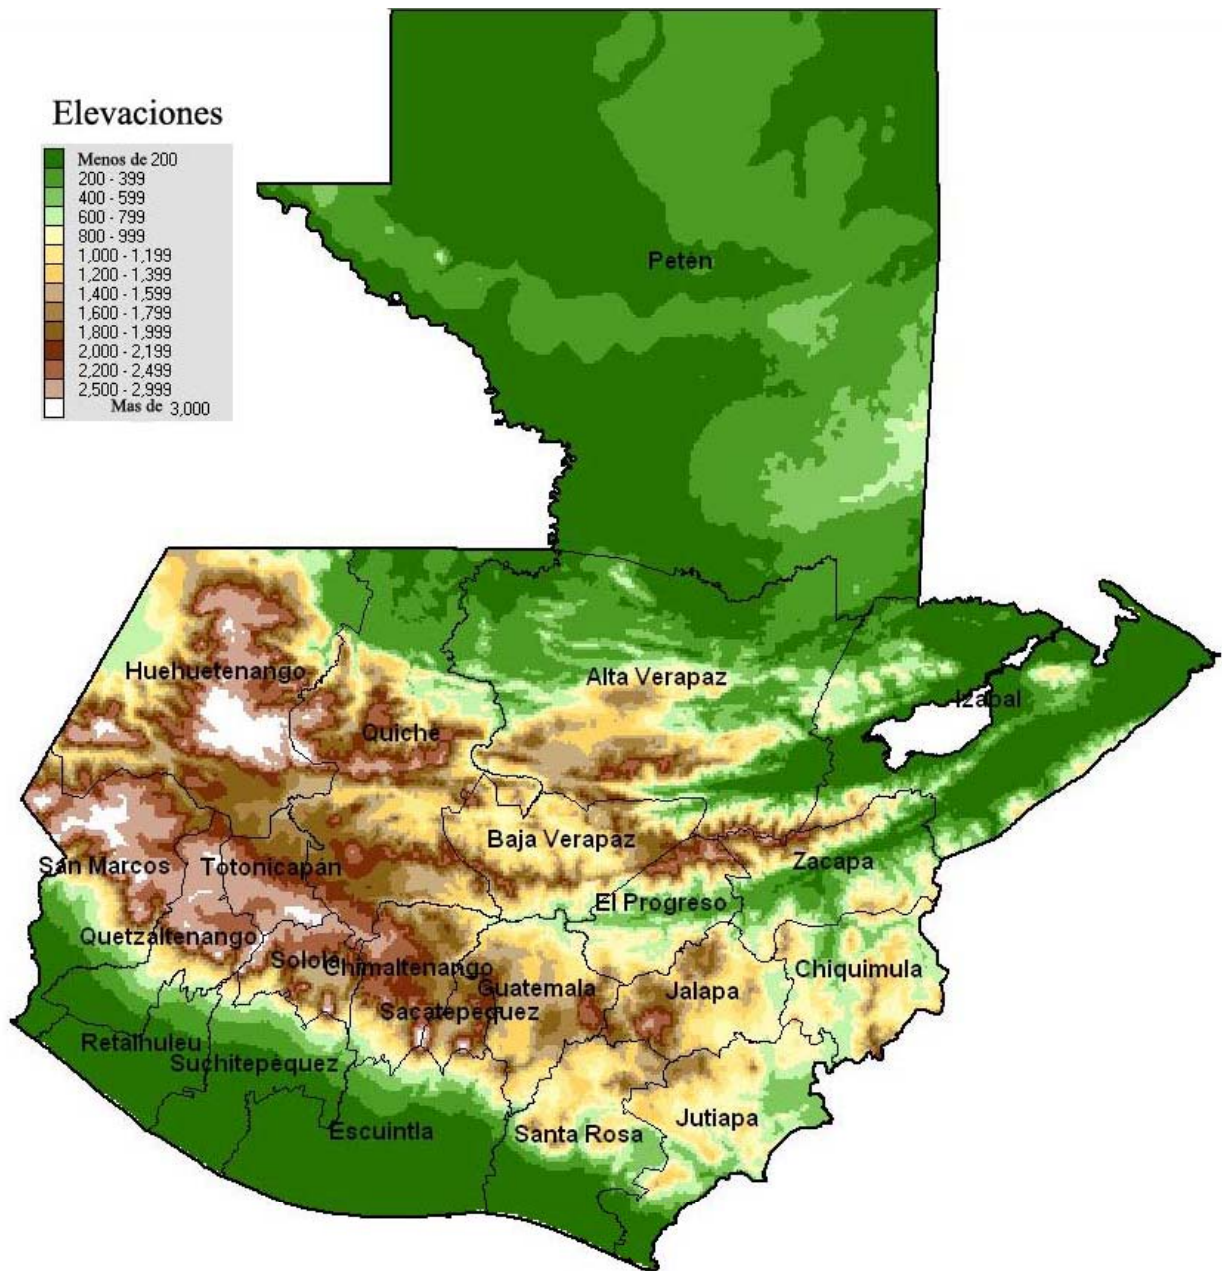 Elevaciones
Menos de 200
200 - 399
400 - 599
600 - 799
800 - 999
1,000 - 1,199
1,200 - 1,399
1,400 - 1,599
1,600 - 1,799
1,800 - 1,999
2,000 - 2,199
2,200 - 2,499
2,500 - 2,999
Mas de 3,000
Petén
Huehuetenango
Alta Verapaz
Izabal
Quiche
Baja Verapaz
San Marcos
Totonicapán
Zacapa
El Progreso
Quetzaltenango
Sololá
Chimaltenango
Chiquimula
Guatemala
Jalapa
Sacatepéquez
Retalhuleu
Suchitepéquez
Escuintla
Santa Rosa
Jutiapa